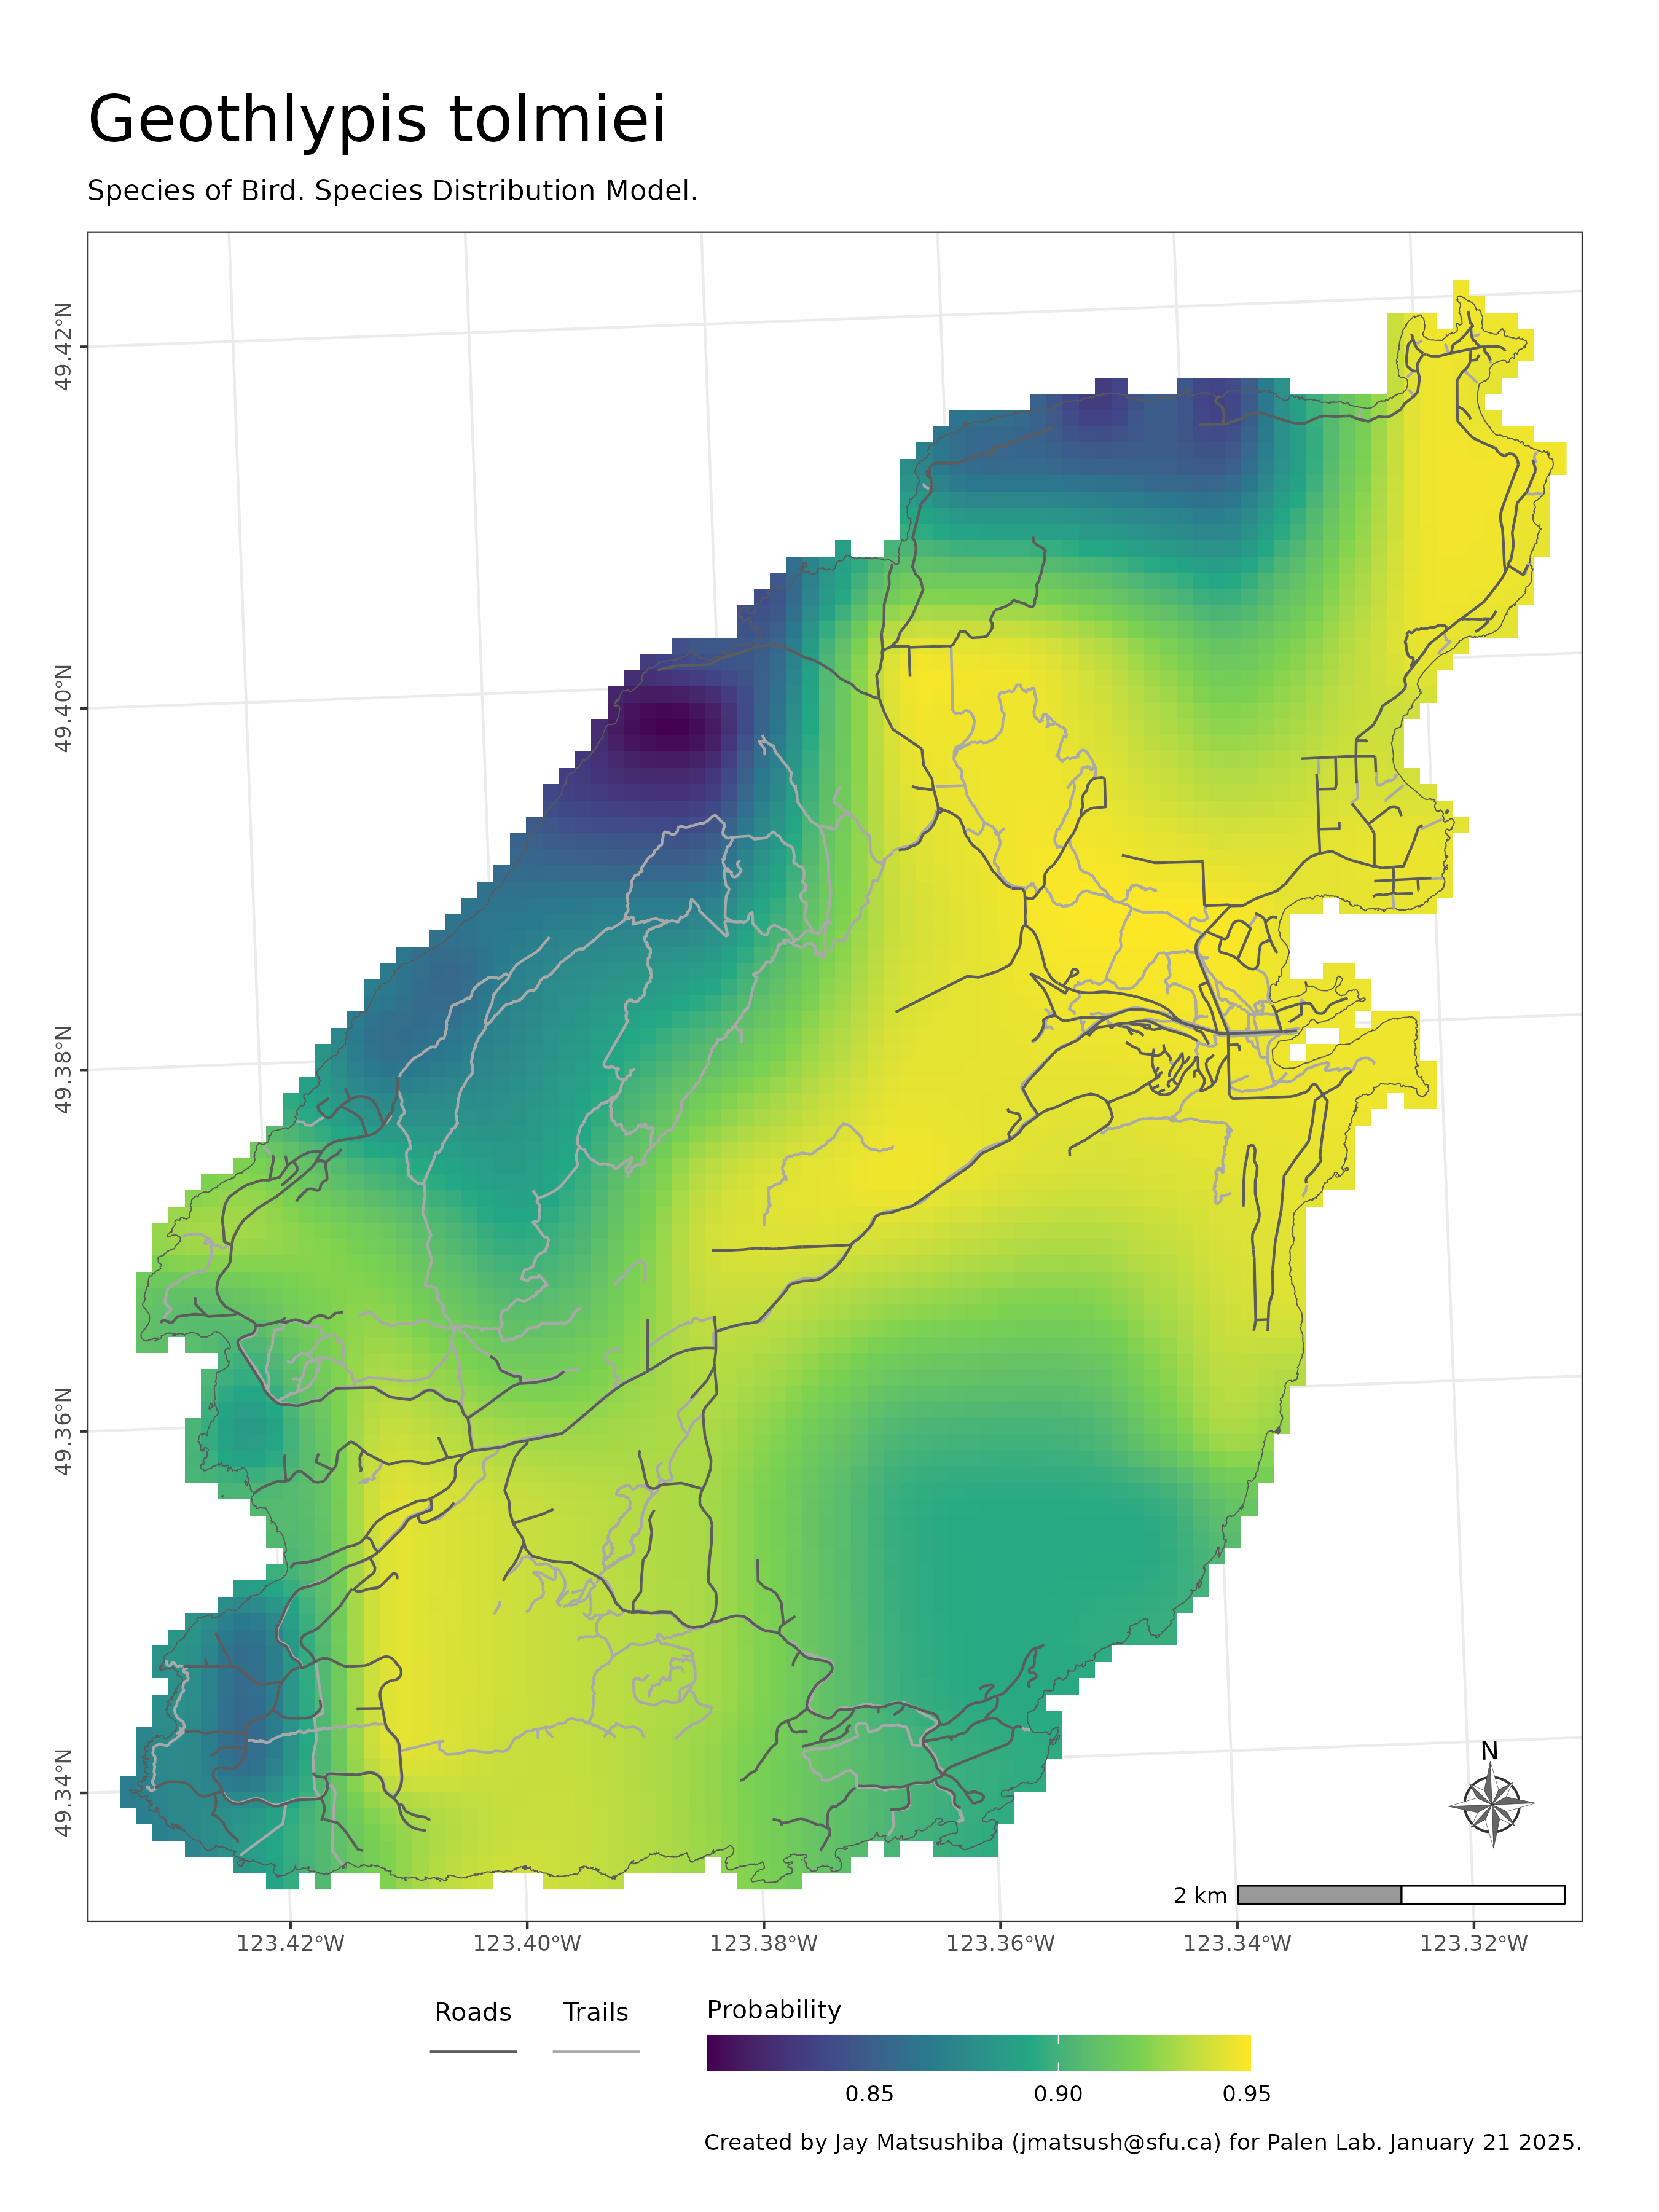 Geothlypis tolmiei
Species of Bird. Species Distribution Model.
49.42°N
49.40°N
49.38°N
49.36°N
49.34°N
N
2 km
123.42°W 123.40°W 123.38°W 123.36°W 123.34°W 123.32°W
Roads Trails Probability
0.85 0.90 0.95
Created by Jay Matsushiba (jmatsush@sfu.ca) for Palen Lab. January 21 2025.